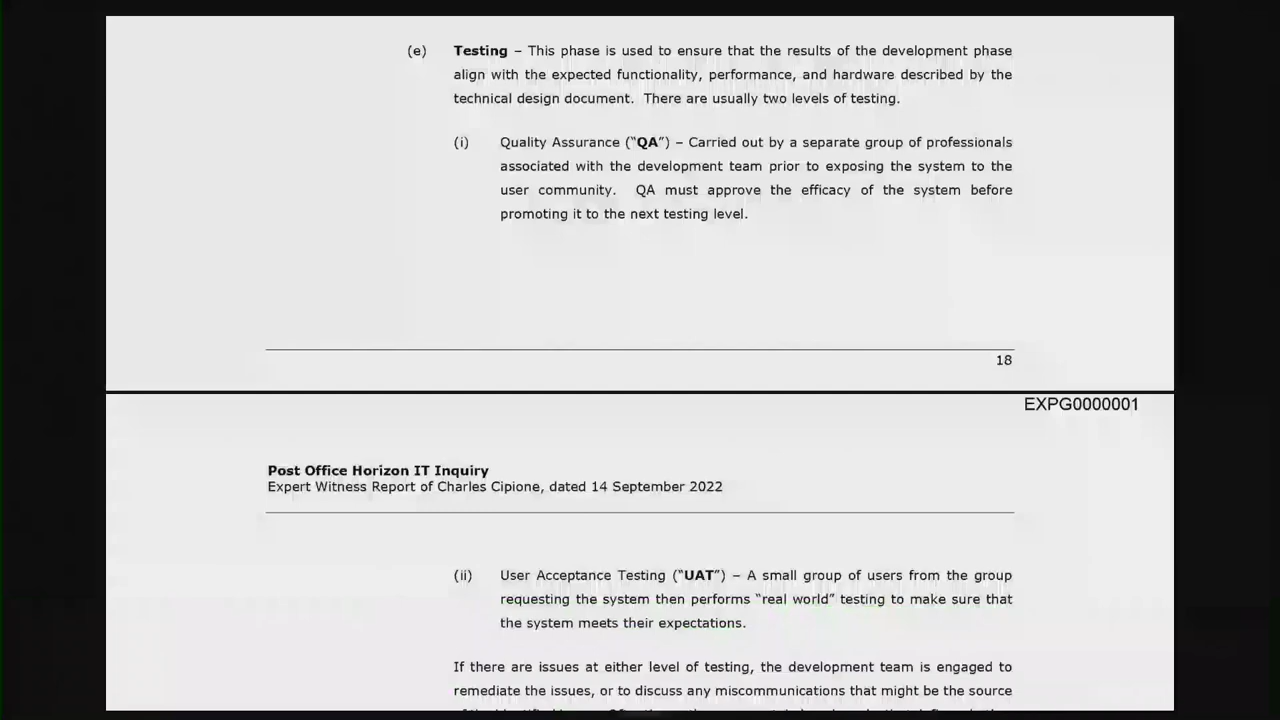 (e) Testing – This phase is used to ensure that the results of the development phase
align with the expected functionality, performance, and hardware described by the
technical design document. There are usually two levels of testing.
(i) Quality Assurance (“QA”) – Carried out by a separate group of professionals
associated with the development team prior to exposing the system to the
user community. QA must approve the efficacy of the system before
promoting it to the next testing level.
18
EXPG0000001
Post Office Horizon IT Inquiry
Expert Witness Report of Charles Cipione, dated 14 September 2022
(ii) User Acceptance Testing (“UAT”) – A small group of users from the group
requesting the system then performs “real world” testing to make sure that
the system meets their expectations.
If there are issues at either level of testing, the development team is engaged to
remediate the issues, or to discuss any miscommunications that might be the source